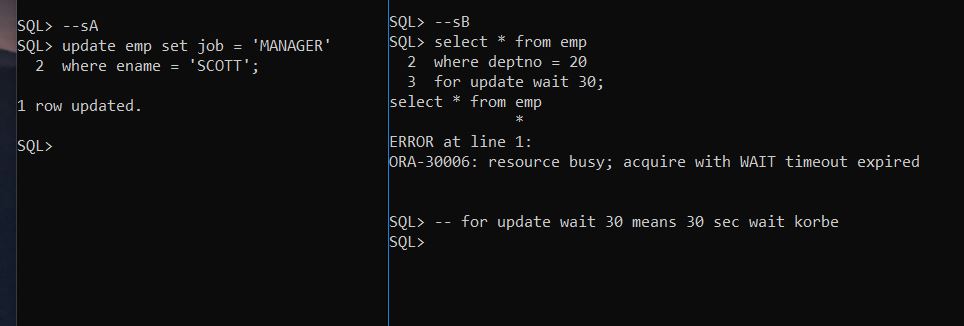 SQL> --sA
SQL> update emp set job = 'MANAGER'
  2  where ename = 'SCOTT';
1 row updated.
SQL>
SQL> --sB
SQL> select * from emp
  2  where deptno = 20
  3  for update wait 30;
select * from emp
              *
ERROR at line 1:
ORA-30006: resource busy; acquire with WAIT timeout expired
SQL> -- for update wait 30 means 30 sec wait korbe
SQL>